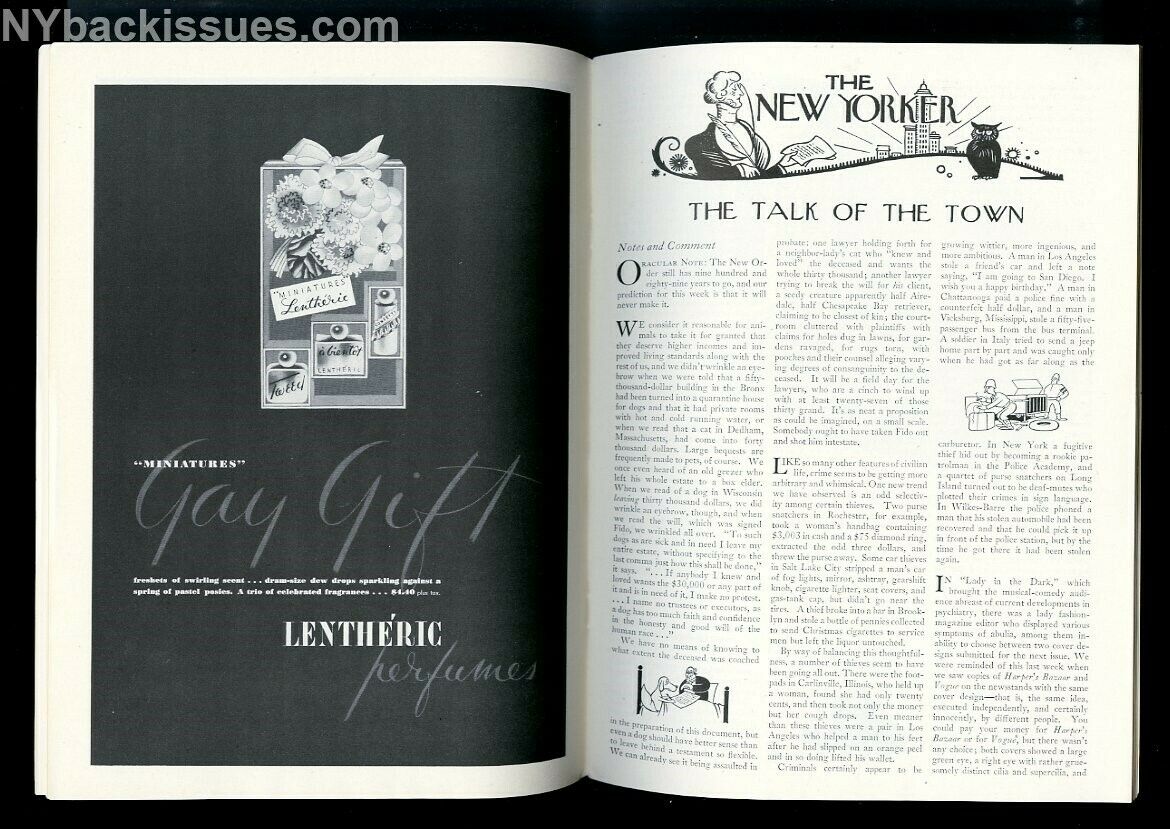 NYbackissues.com
"MINIATURES
Lenthéric
à bientôt
LENTHÉRIC
Tweed
"MINIATURES"
Gay Gift
freshets of swirling scent . . . dram-size dew drops sparkling against a
spring of pastel posies. A trio of celebrated fragrances . . . $4.40 plus tax.
LENTHÉRIC
perfumes
THE
NEW YORKER
THE TALK OF THE TOWN
Notes and Comment
ORACULAR NOTE: The New Or-
der still has nine hundred and
eighty-nine years to go, and our
prediction for this week is that it will
never make it.
WE consider it reasonable for ani-
mals to take it for granted that
they deserve higher incomes and im-
proved living standards along with the
rest of us, and we didn't wrinkle an eye-
brow when we were told that a fifty-
thousand-dollar building in the Bronx
had been turned into a quarantine house
for dogs and that it had private rooms
with hot and cold running water, or
when we read that a cat in Dedham,
Massachusetts, had come into forty
thousand dollars. Large bequests are
frequently made to pets, of course. We
once even heard of an old grezer who
left his whole estate to a box elder.
When we read of a dog in Wisconsin
leaving thirty thousand dollars, we did
wrinkle an eyebrow, though, and when
we read the will, which was signed
Fido, we wrinkled all over. "To such
dogs as are sick and in need I leave my
entire estate, without specifying to the
last comma just how this shall be done,"
it says. ". . . If anybody I knew and
loved wants the $30,000 or any part of
it and is in need of it, I make no protest.
. . . I name no trustees or executors, as
a dog has too much faith and confidence
in the honesty and good will of the
human race . . ."
We have no means of knowing to
what extent the deceased was coached
in the preparation of this document, but
even a dog should have better sense than
to leave behind a testament so flexible.
We can already see it being assaulted in
probate; one lawyer holding forth for
a neighbor-lady's cat who "knew and
loved" the deceased and wants the
whole thirty thousand; another lawyer
trying to break the will for his client,
a seedy creature apparently half Aire-
dale, half Chesapeake Bay retriever,
claiming to be closest of kin; the court-
room cluttered with plaintiffs with
claims for holes dug in lawns, for gar-
dens ravaged, for rugs torn, with
pooches and their counsel alleging vary-
ing degrees of consanguinity to the de-
ceased. It will be a field day for the
lawyers, who are a cinch to wind up
with at least twenty-seven of those
thirty grand. It's as neat a proposition
as could be imagined, on a small scale.
Somebody ought to have taken Fido out
and shot him intestate.
LIKE so many other features of civilian
life, crime seems to be getting more
arbitrary and whimsical. One new trend
we have observed is an odd selectiv-
ity among certain thieves. Two purse
snatchers in Rochester, for example,
took a woman's handbag containing
$3,003 in cash and a $75 diamond ring,
extracted the odd three dollars, and
threw the purse away. Some car thieves
in Salt Lake City stripped a man's car
of fog lights, mirror, ashtray, gearshift
knob, cigarette lighter, seat covers, and
gas-tank cap, but didn't go near the
tires. A thief broke into a bar in Brook-
lyn and stole a bottle of pennies collected
to send Christmas cigarettes to service
men but left the liquor untouched.
By way of balancing this thoughtful-
ness, a number of thieves seem to have
been going all out. There were the foot-
pads in Carlinville, Illinois, who held up
a woman, found she had only twenty
cents, and then took not only the money
but her cough drops. Even meaner
than these thieves were a pair in Los
Angeles who helped a man to his feet
after he had slipped on an orange peel
and in so doing lifted his wallet.
Criminals certainly appear to be
growing wittier, more ingenious, and
more ambitious. A man in Los Angeles
stole a friend's car and left a note
saying, "I am going to San Diego. I
wish you a happy birthday." A man in
Chattanooga paid a police fine with a
counterfeit half dollar, and a man in
Vicksburg, Mississippi, stole a fifty-five-
passenger bus from the bus terminal.
A soldier in Italy tried to send a jeep
home part by part and was caught only
when he had got as far along as the
carburetor. In New York a fugitive
thief hid out by becoming a rookie pa-
trolman in the Police Academy, and
a quartet of purse snatchers on Long
Island turned out to be deaf-mutes who
plotted their crimes in sign language.
In Wilkes-Barre the police phoned a
man that his stolen automobile had been
recovered and that he could pick it up
in front of the police station, but by the
time he got there it had been stolen
again.
IN "Lady in the Dark," which
brought the musical-comedy audi-
ence abreast of current developments in
psychiatry, there was a lady fashion-
magazine editor who displayed various
symptoms of abulia, among them in-
ability to choose between two cover de-
signs submitted for the next issue. We
were reminded of this last week when
we saw copies of Harper's Bazaar and
Vogue on the newsstands with the same
cover design—that is, the same idea,
executed independently, and certainly
innocently, by different people. You
could pay your money for Harper's
Bazaar or for Vogue, but there wasn't
any choice; both covers showed a large
green eye, a right eye with rather grue-
somely distinct cilia and supercilia, and